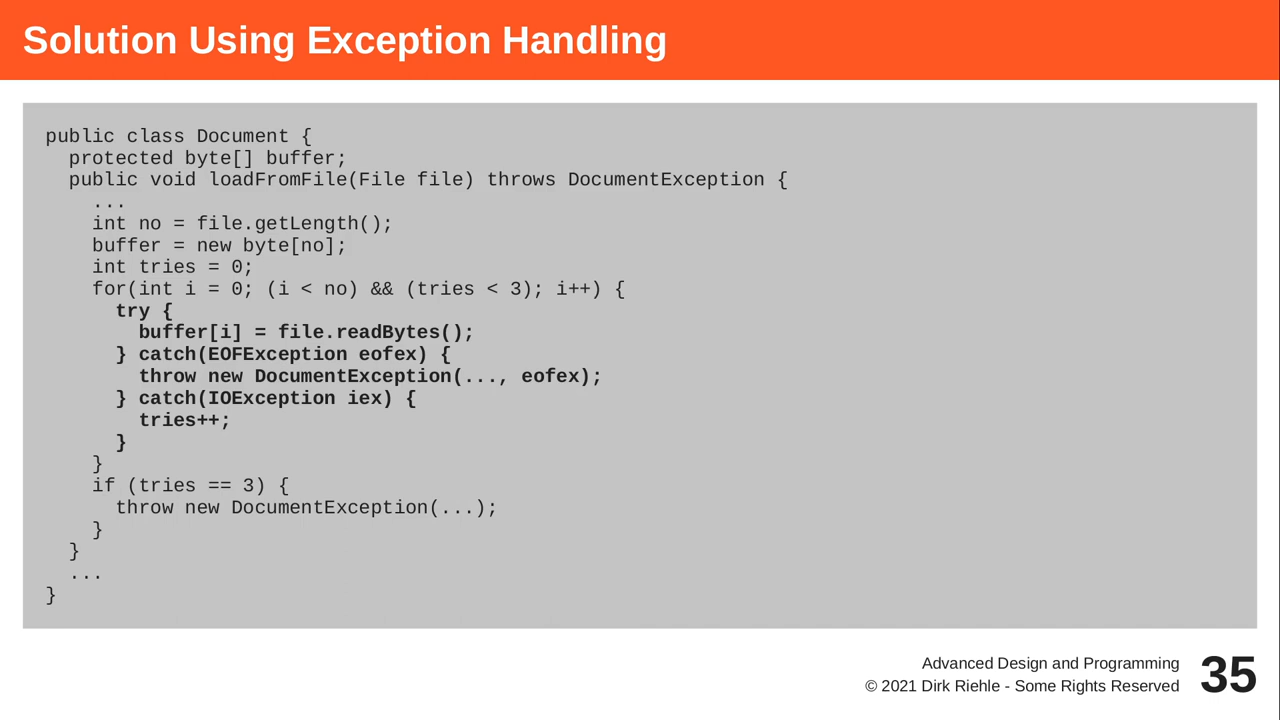 Solution Using Exception Handling
public class Document {
  protected byte[] buffer;
  public void loadFromFile(File file) throws DocumentException {
    ...
    int no = file.getLength();
    buffer = new byte[no];
    int tries = 0;
    for(int i = 0; (i < no) && (tries < 3); i++) {
      try {
        buffer[i] = file.readBytes();
      } catch(EOFException eofex) {
        throw new DocumentException(..., eofex);
      } catch(IOException iex) {
        tries++;
      }
    }
    if (tries == 3) {
      throw new DocumentException(...);
    }
  }
  ...
}
Advanced Design and Programming
© 2021 Dirk Riehle - Some Rights Reserved
35